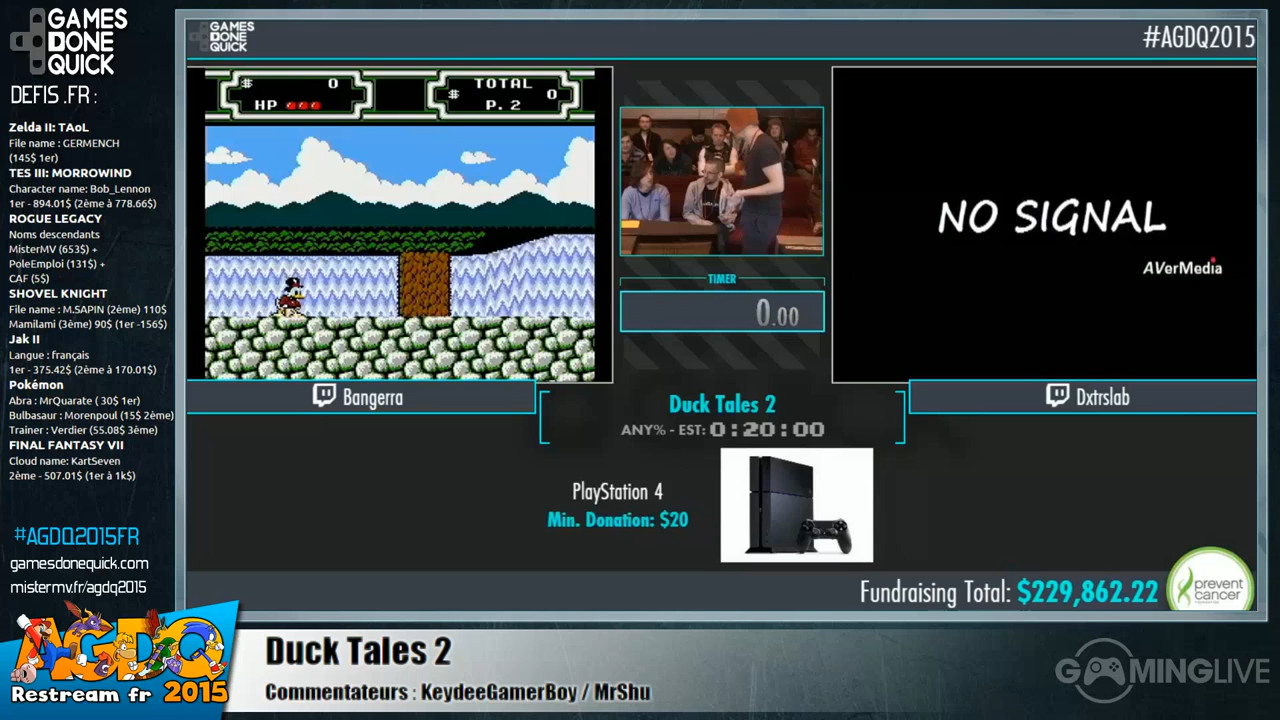 GAMES
DONE
QUICK
DEFIS .FR :
Zelda II: TAoL
File name : GERMENCH
(145$ 1er)
TES III: MORROWIND
Character name: Bob_Lennon
1er - 894.01$ (2ème à 778.66$)
ROGUE LEGACY
Noms descendants
MisterMV (653$) +
PoleEmploi (131$) +
CAF (5$)
SHOVEL KNIGHT
File name : M.SAPIN (2ème) 110$
Mamilami (3ème) 90$ (1er -156$)
Jak II
Langue : français
1er - 375.42$ (2ème à 170.01$)
Pokémon
Abra : MrQuarate ( 30$ 1er)
Bulbasaur : Morenpoul (15$ 2ème)
Trainer : Verdier (55.08$ 3ème)
FINAL FANTASY VII
Cloud name: KartSeven
2ème - 507.01$ (1er à 1k$)
#AGDQ2015FR
gamesdonequick.com
mistermv.fr/agdq2015
AGDQ
Restream fr 2015
GAMES
DONE
QUICK
#AGDQ2015
# 0
HP
TOTAL
# 0
P.2
TIMER
0.00
NO SIGNAL
AVerMedia
Bangerra
Dxtrslab
Duck Tales 2
ANY% - EST: 0:20:00
PlayStation 4
Min. Donation: $20
Fundraising Total: $229,862.22
prevent
cancer
Duck Tales 2
Commentateurs : KeydeeGamerBoy / MrShu
GAMINGLIVE